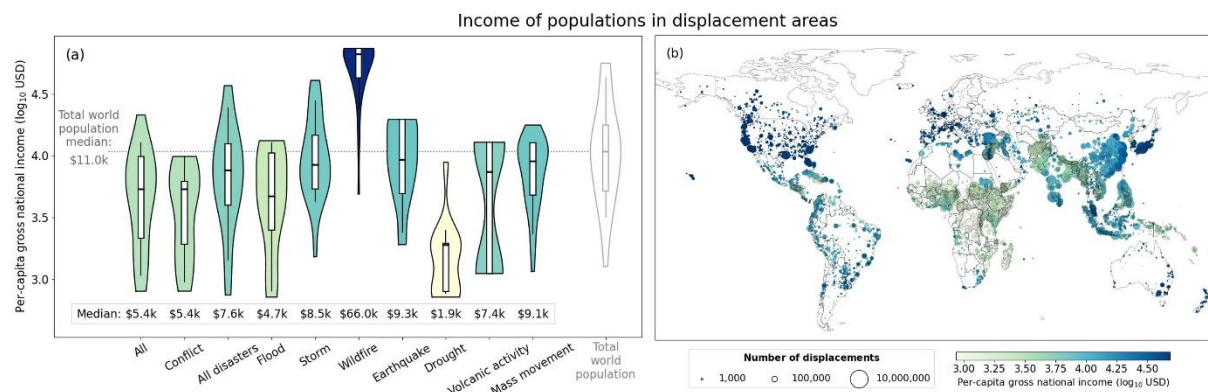 Income of populations in displacement areas
(a)
Per-capita gross national income (log10 USD)
4.5
4.0
3.5
3.0
Total world
population
median:
$11.0k
Median: $5.4k $5.4k $7.6k $4.7k $8.5k $66.0k $9.3k $1.9k $7.4k $9.1k
All
Conflict
All disasters
Flood
Storm
Wildfire
Earthquake
Drought
Volcanic activity
Mass movement
Total
world
population
(b)
Number of displacements
1,000 100,000 10,000,000
3.00 3.25 3.50 3.75 4.00 4.25 4.50
Per-capita gross national income (log10 USD)